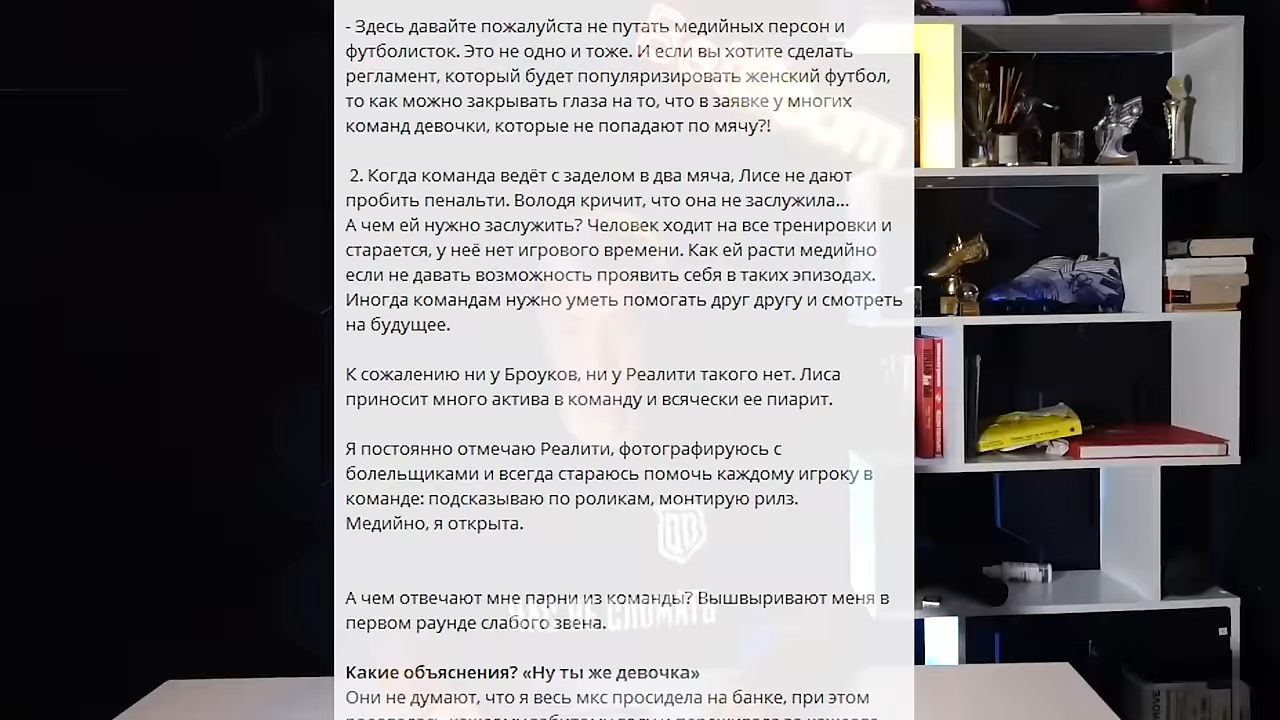 - Здесь давайте пожалуйста не путать медийных персон и
футболисток. Это не одно и тоже. И если вы хотите сделать
регламент, который будет популяризировать женский футбол,
то как можно закрывать глаза на то, что в заявке у многих
команд девочки, которые не попадают по мячу?!
2. Когда команда ведёт с заделом в два мяча, Лисе не дают
пробить пенальти. Володя кричит, что она не заслужила...
А чем ей нужно заслужить? Человек ходит на все тренировки и
старается, у неё нет игрового времени. Как ей расти медийно
если не давать возможность проявить себя в таких эпизодах.
Иногда командам нужно уметь помогать друг другу и смотреть
на будущее.
К сожалению ни у Броуков, ни у Реалити такого нет. Лиса
приносит много актива в команду и всячески ее пиарит.
Я постоянно отмечаю Реалити, фотографируюсь с
болельщиками и всегда стараюсь помочь каждому игроку в
команде: подсказываю по роликам, монтирую рилз.
Медийно, я открыта.
А чем отвечают мне парни из команды? Вышвыривают меня в
первом раунде слабого звена.
Какие объяснения? «Ну ты же девочка»
Они не думают, что я весь мкс просидела на банке, при этом